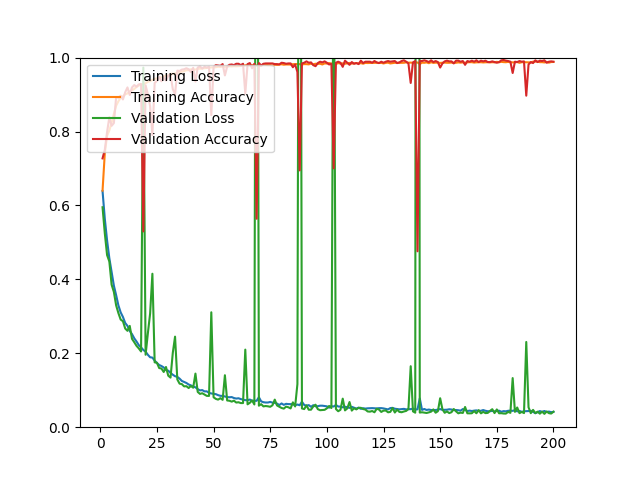 1.0
0.8
0.6
0.4
0.2
0.0
Training Loss
Training Accuracy
Validation Loss
Validation Accuracy
0 25 50 75 100 125 150 175 200